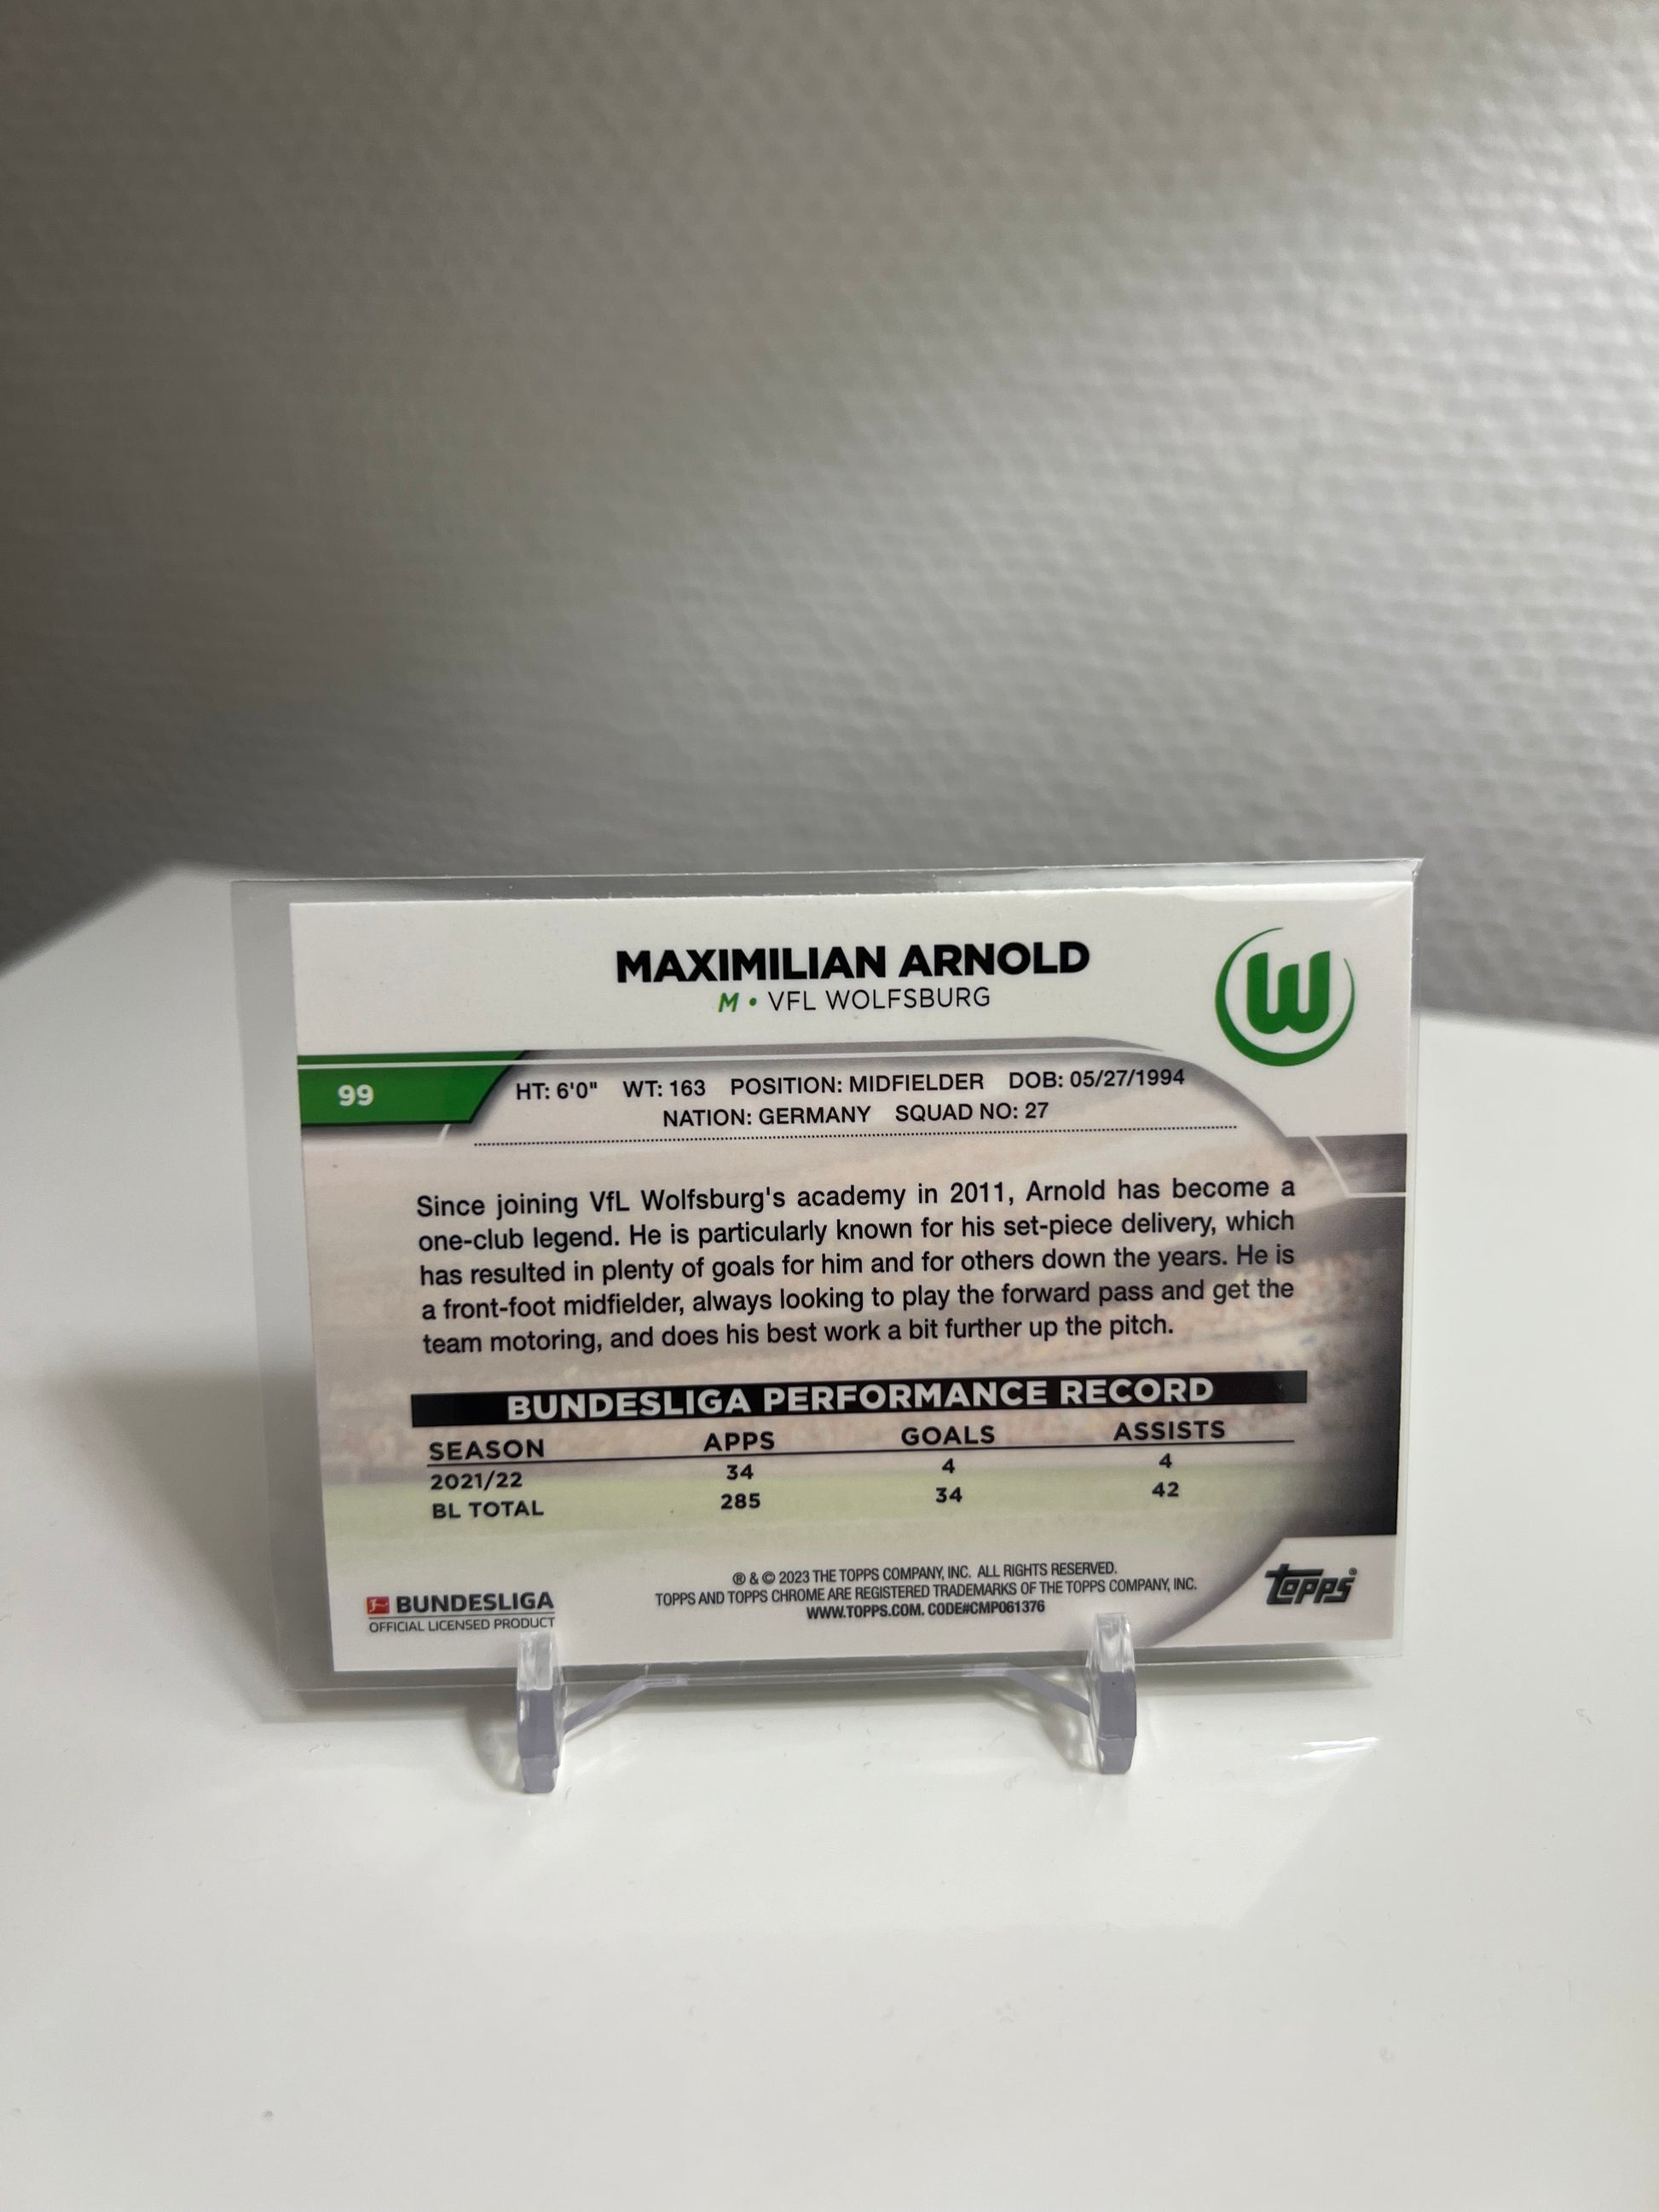 MAXIMILIAN ARNOLD
M • VFL WOLFSBURG
W
99
HT: 6'0" WT: 163 POSITION: MIDFIELDER DOB: 05/27/1994
NATION: GERMANY SQUAD NO: 27
Since joining VfL Wolfsburg's academy in 2011, Arnold has become a
one-club legend. He is particularly known for his set-piece delivery, which
has resulted in plenty of goals for him and for others down the years. He is
a front-foot midfielder, always looking to play the forward pass and get the
team motoring, and does his best work a bit further up the pitch.
BUNDESLIGA PERFORMANCE RECORD
SEASON APPS GOALS ASSISTS
2021/22 34 4 4
BL TOTAL 285 34 42
® & © 2023 THE TOPPS COMPANY, INC. ALL RIGHTS RESERVED.
TOPPS AND TOPPS CHROME ARE REGISTERED TRADEMARKS OF THE TOPPS COMPANY, INC.
WWW.TOPPS.COM. CODE#CMP061376
BUNDESLIGA
OFFICIAL LICENSED PRODUCT
topps®